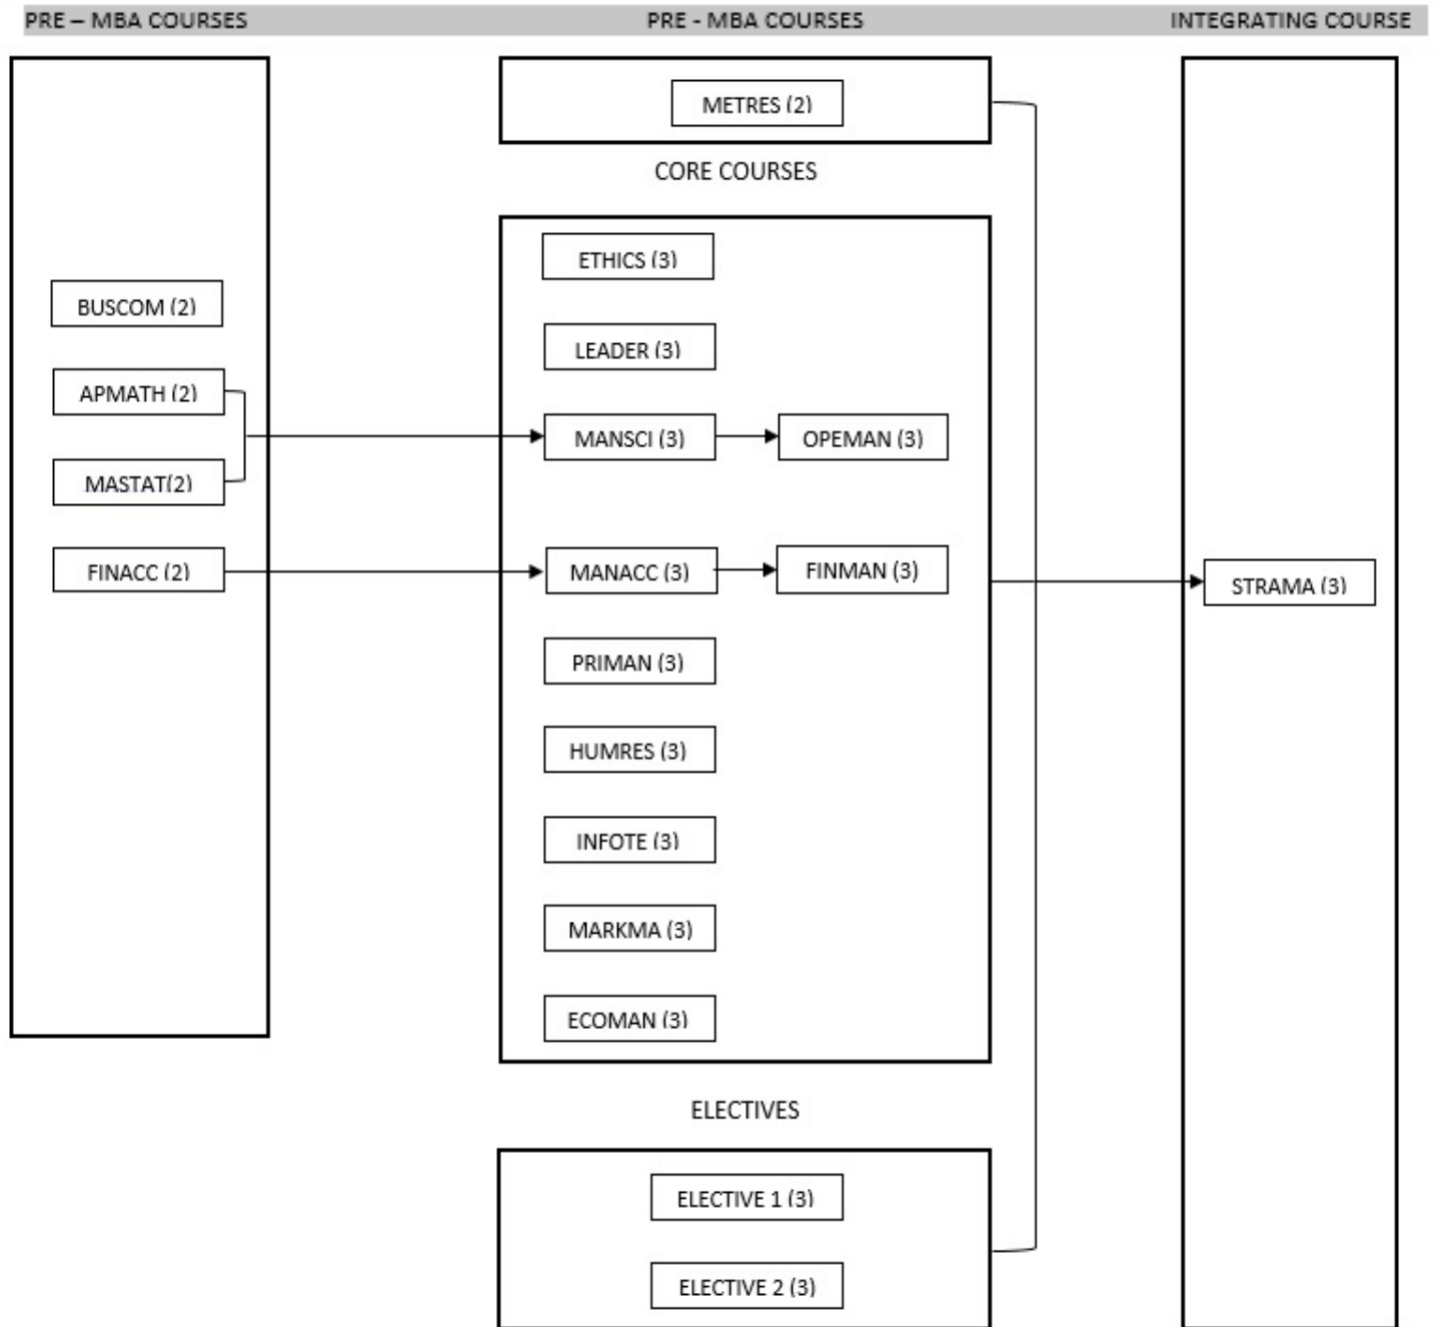 PRE – MBA COURSES
PRE - MBA COURSES
INTEGRATING COURSE
BUSCOM (2)
APMATH (2)
MASTAT(2)
FINACC (2)
METRES (2)
CORE COURSES
ETHICS (3)
LEADER (3)
MANSCI (3)
OPEMAN (3)
MANACC (3)
FINMAN (3)
PRIMAN (3)
HUMRES (3)
INFOTE (3)
MARKMA (3)
ECOMAN (3)
ELECTIVES
ELECTIVE 1 (3)
ELECTIVE 2 (3)
STRAMA (3)